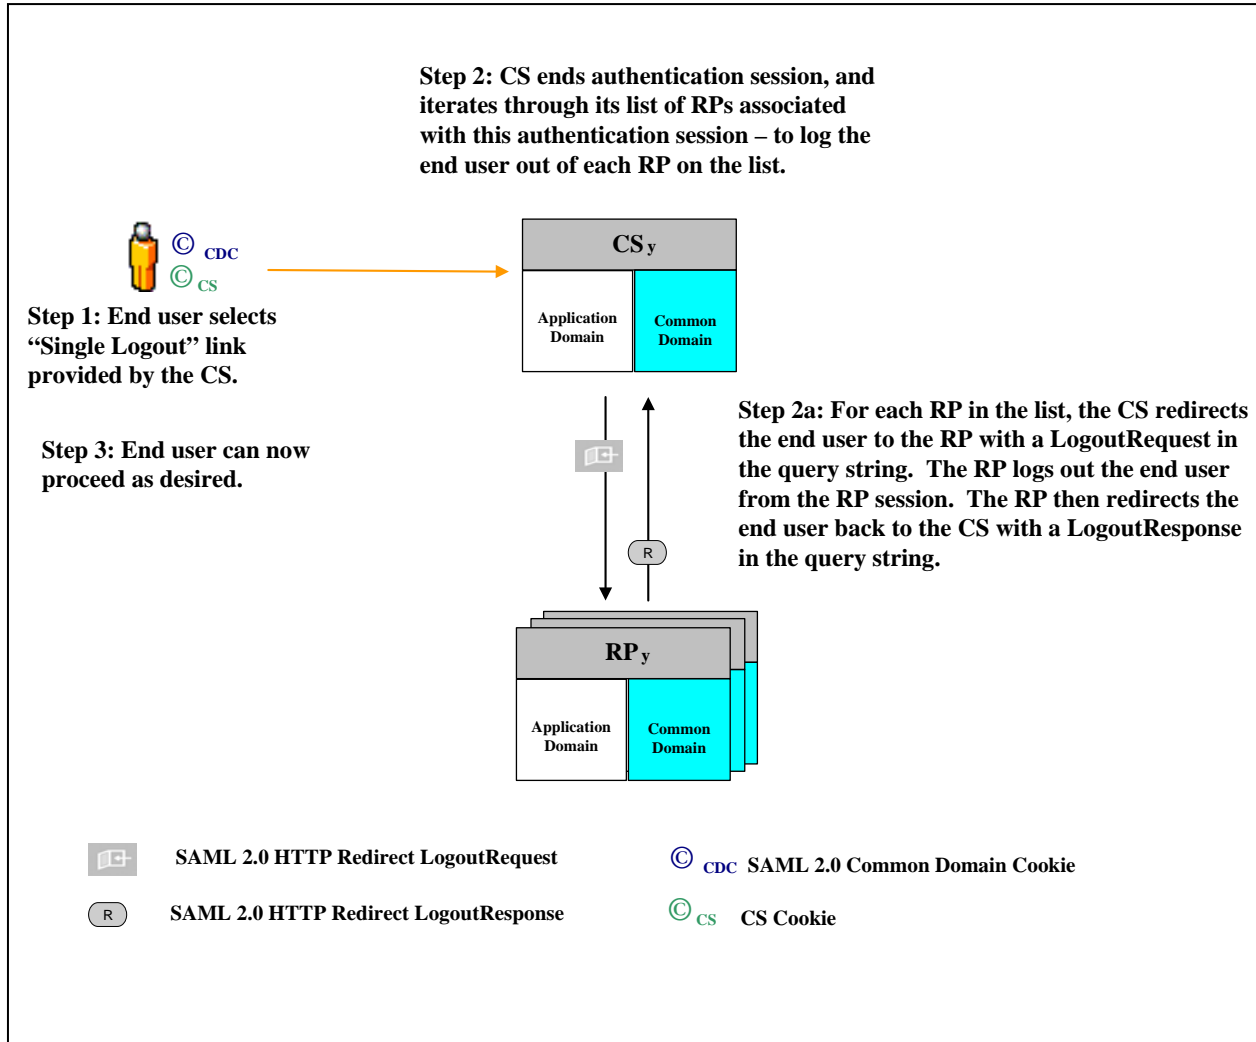 Step 2: CS ends authentication session, and
iterates through its list of RPs associated
with this authentication session – to log the
end user out of each RP on the list.
© CDC
© CS
CS y
Application
Domain
Common
Domain
Step 1: End user selects
“Single Logout” link
provided by the CS.
Step 3: End user can now
proceed as desired.
Step 2a: For each RP in the list, the CS redirects
the end user to the RP with a LogoutRequest in
the query string.  The RP logs out the end user
from the RP session.  The RP then redirects the
end user back to the CS with a LogoutResponse
in the query string.
R
RP y
Application
Domain
Common
Domain
SAML 2.0 HTTP Redirect LogoutRequest
© CDC SAML 2.0 Common Domain Cookie
R SAML 2.0 HTTP Redirect LogoutResponse
© CS CS Cookie